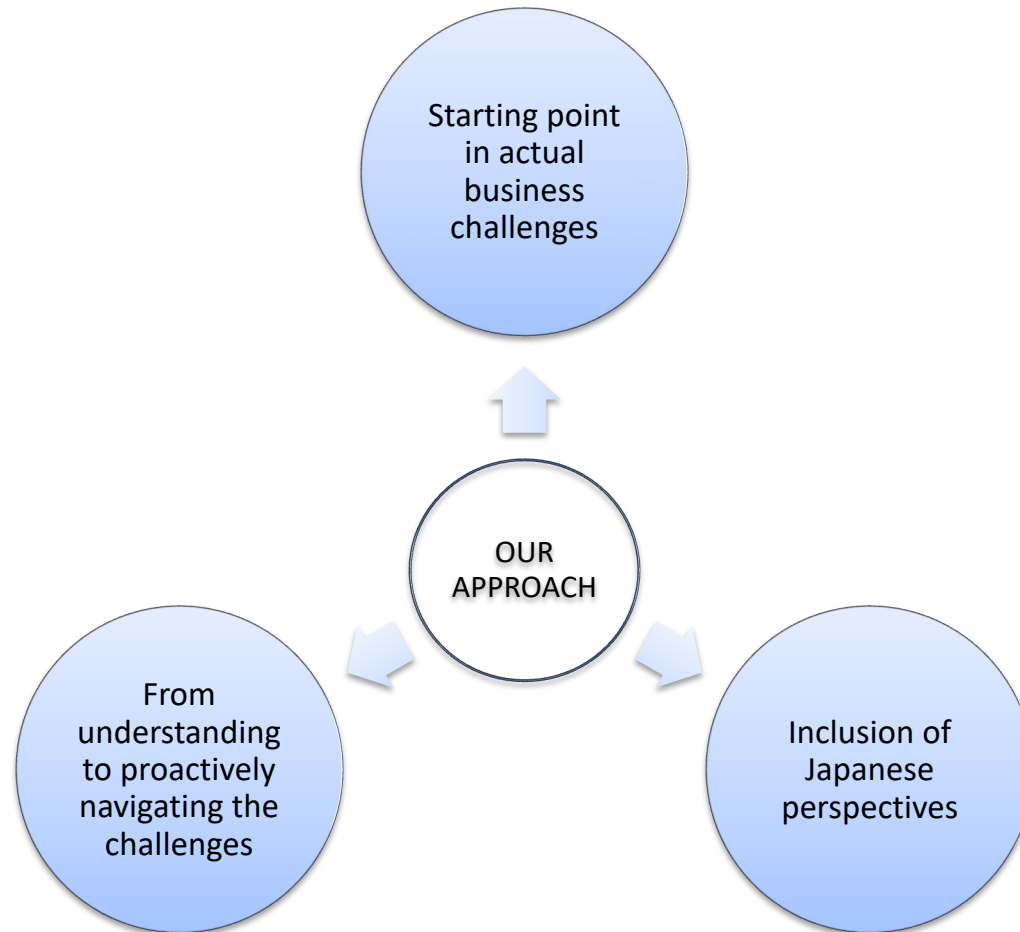 Starting point
in actual
business
challenges
OUR
APPROACH
From
understanding
to proactively
navigating the
challenges
Inclusion of
Japanese
perspectives